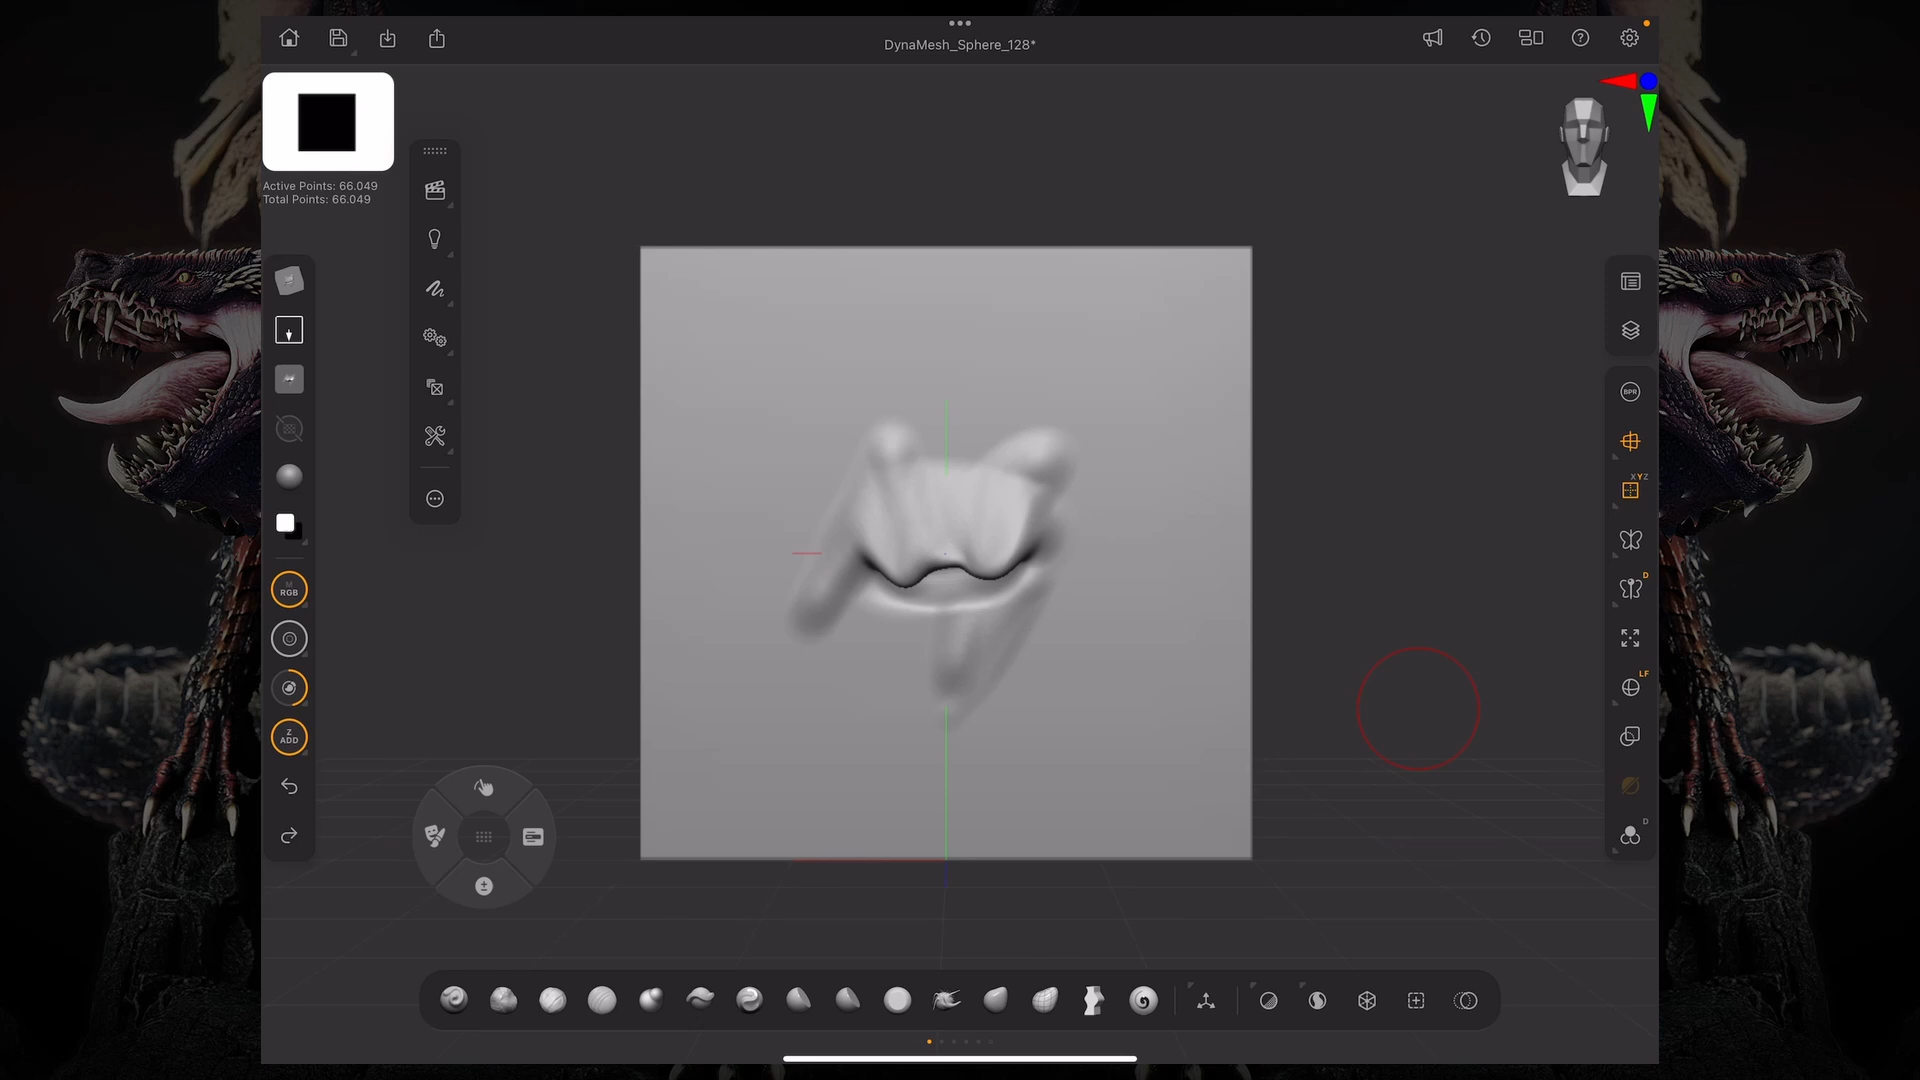 DynaMesh_Sphere_128*
Active Points: 66.049
Total Points: 66.049
BPR
XYZ
D
LF
D
M
RGB
Z
ADD